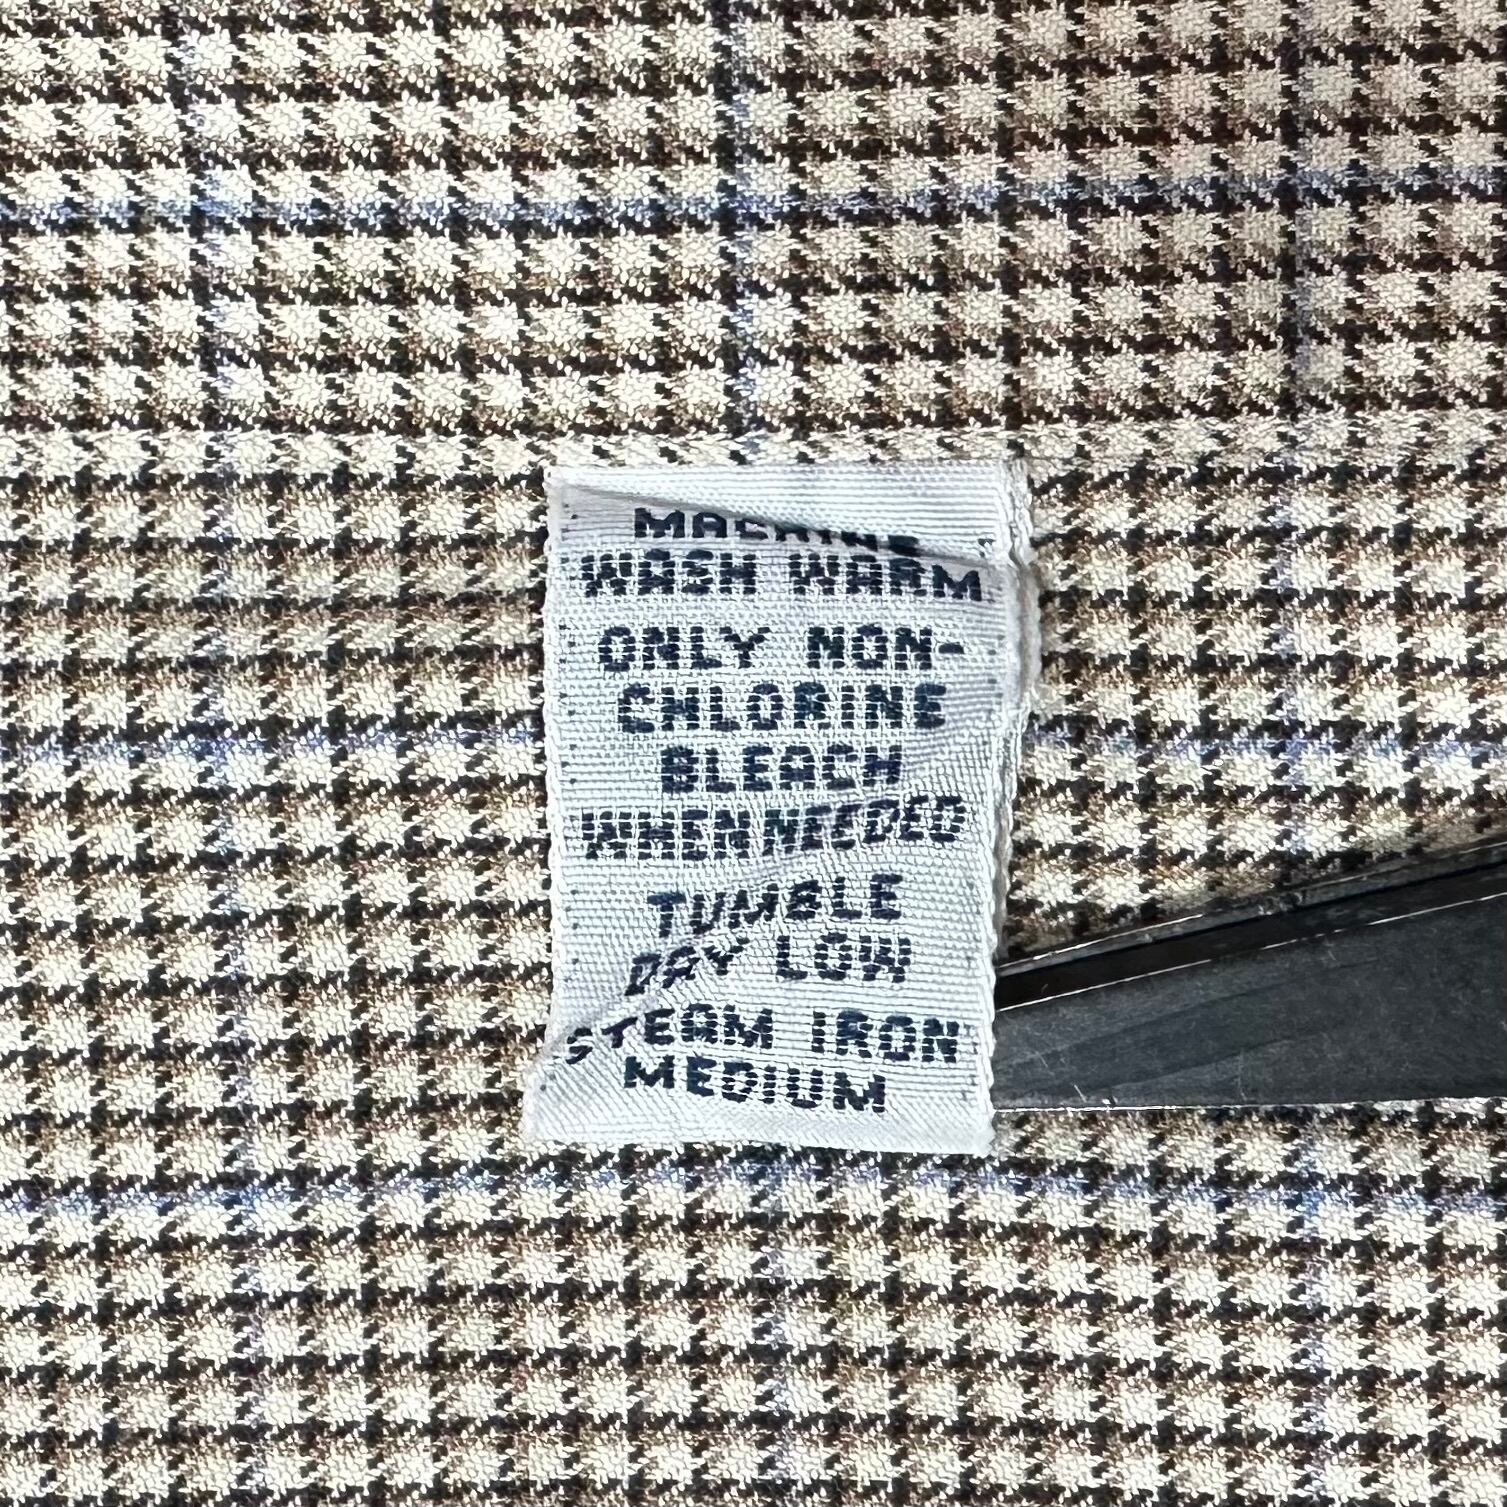 MACHINE
WASH WARM
ONLY NON-
CHLORINE
BLEACH
WHEN NEEDED
TUMBLE
DRY LOW
STEAM IRON
MEDIUM